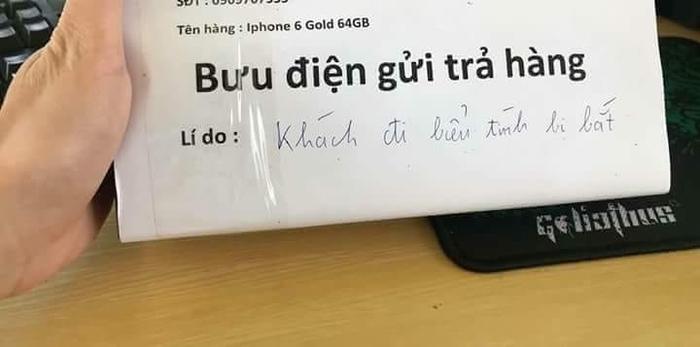 Tên hàng : Iphone 6 Gold 64GB
Bưu điện gửi trả hàng
Lí do : Khách đi biểu tình bị bắt
goliathus